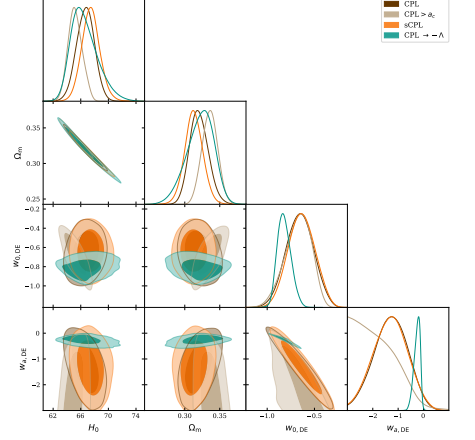 CPL
CPL > a_c
sCPL
CPL → −Λ
0.35
0.30
0.25
Ω_m
−0.2
−0.4
−0.6
−0.8
−1.0
w_0,DE
0
−1
−2
w_a,DE
62 66 70 74
H_0
0.30 0.35
Ω_m
−1.0 −0.5
w_0,DE
−2 −1 0
w_a,DE